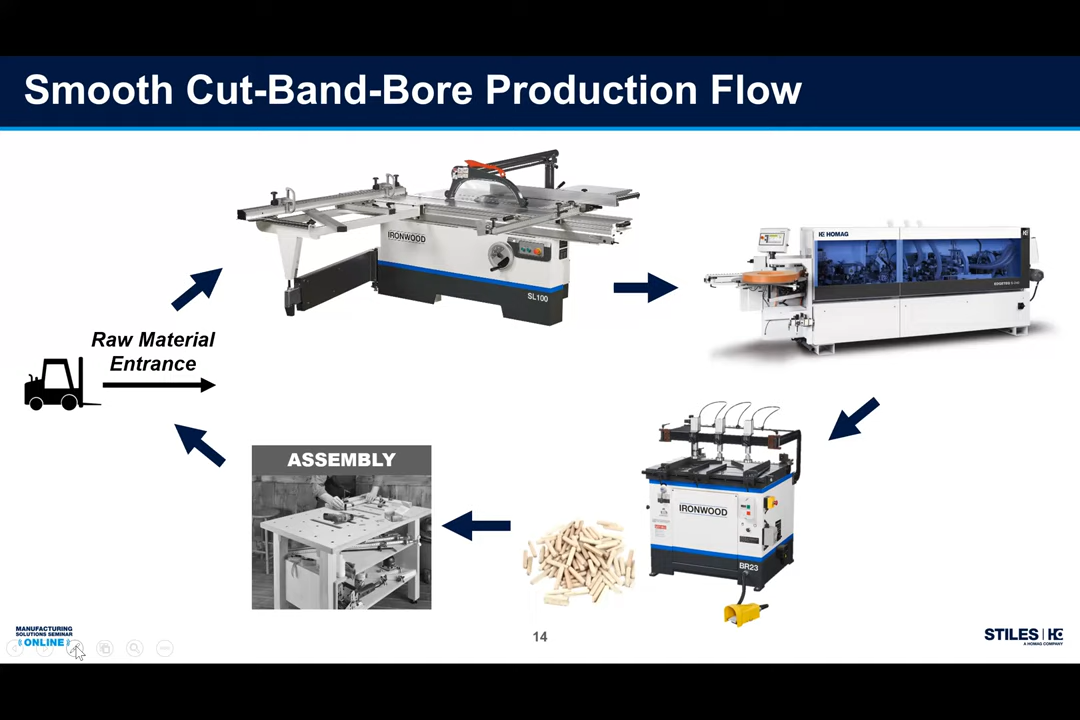 Smooth Cut-Band-Bore Production Flow
IRONWOOD
SL100
HOMAG
Raw Material
Entrance
ASSEMBLY
IRONWOOD
BR23
14
MANUFACTURING
SOLUTIONS SEMINAR
ONLINE
STILES
A HOMAG COMPANY